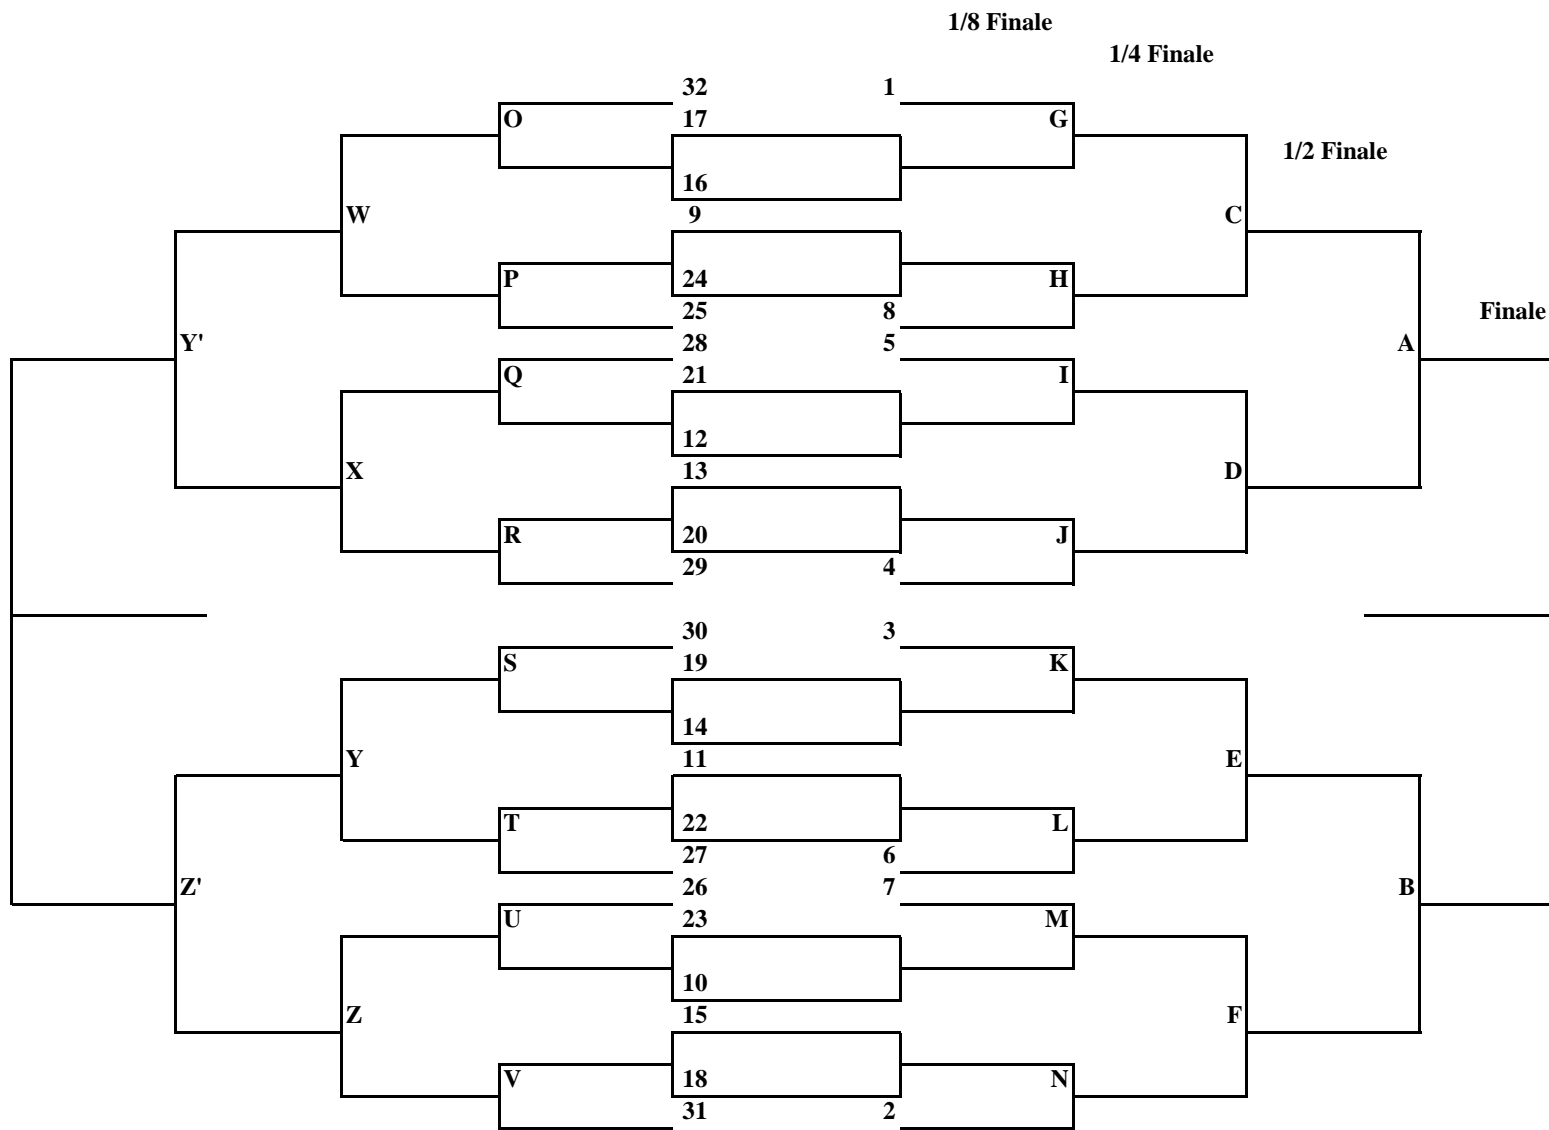 1/8 Finale
1/4 Finale
32 1
O 17 G
1/2 Finale
16
W 9 C
P 24 H
25 8 Finale
Y' 28 5 A
Q 21 I
12
X 13 D
R 20 J
29 4
30 3
S 19 K
14
Y 11 E
T 22 L
27 6
Z' 26 7 B
U 23 M
10
Z 15 F
V 18 N
31 2